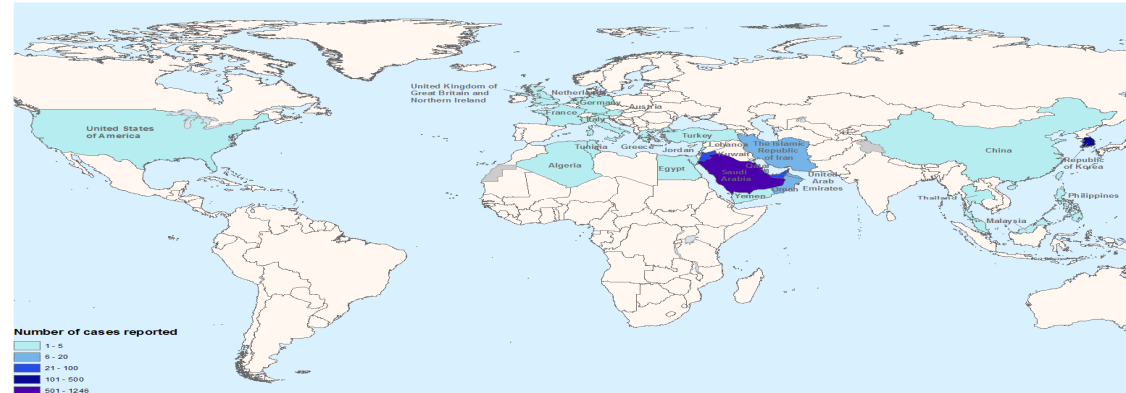 United Kingdom of
Great Britain and
Northern Ireland
Netherlands
Germany
Austria
France
Italy
United States
of America
Turkey
Tunisia
Greece
Lebanon
Jordan
Kuwait
The Islamic
Republic
of Iran
China
Republic
of Korea
Algeria
Egypt
Qatar
Saudi
Arabia
United
Arab
Emirates
Oman
Yemen
Thailand
Philippines
Malaysia
Number of cases reported
1 - 5
6 - 20
21 - 100
101 - 500
501 - 1246